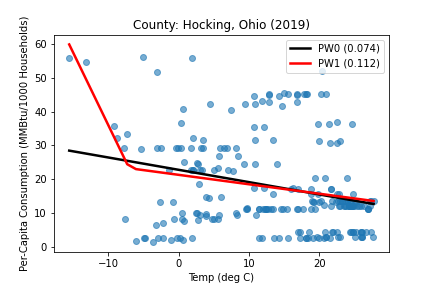 County: Hocking, Ohio (2019)
PW0 (0.074)
PW1 (0.112)
Per-Capita Consumption (MMBtu/1000 Households)
60
50
40
30
20
10
0
−10 0 10 20
Temp (deg C)